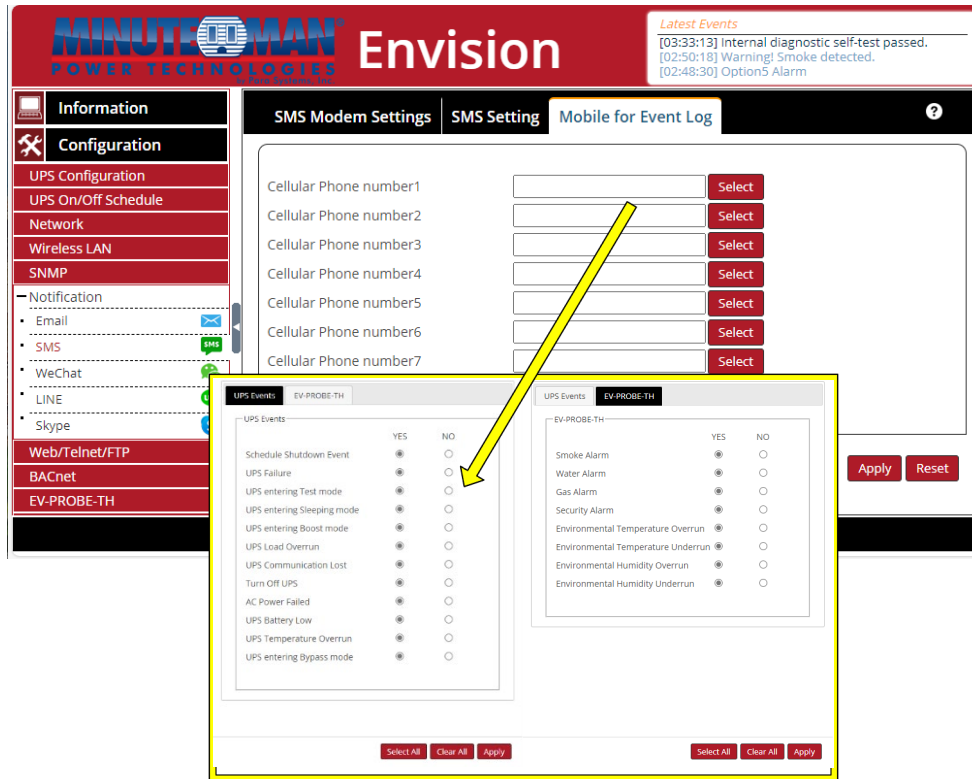 MINUTEMAN®
POWER TECHNOLOGIES
by Para Systems, Inc.
Envision
Latest Events
[03:33:13] Internal diagnostic self-test passed.
[02:50:18] Warning! Smoke detected.
[02:48:30] Option5 Alarm
Information
Configuration
UPS Configuration
UPS On/Off Schedule
Network
Wireless LAN
SNMP
Notification
Email
SMS
SMS
WeChat
LINE
Skype
Web/Telnet/FTP
BACnet
EV-PROBE-TH
SMS Modem Settings SMS Setting Mobile for Event Log ?
Cellular Phone number1 Select
Cellular Phone number2 Select
Cellular Phone number3 Select
Cellular Phone number4 Select
Cellular Phone number5 Select
Cellular Phone number6 Select
Cellular Phone number7 Select
Apply Reset
UPS Events EV-PROBE-TH
UPS Events
YES NO
Schedule Shutdown Event
UPS Failure
UPS entering Test mode
UPS entering Sleeping mode
UPS entering Boost mode
UPS Load Overrun
UPS Communication Lost
Turn Off UPS
AC Power Failed
UPS Battery Low
UPS Temperature Overrun
UPS entering Bypass mode
Select All Clear All Apply
UPS Events EV-PROBE-TH
EV-PROBE-TH
YES NO
Smoke Alarm
Water Alarm
Gas Alarm
Security Alarm
Environmental Temperature Overrun
Environmental Temperature Underrun
Environmental Humidity Overrun
Environmental Humidity Underrun
Select All Clear All Apply